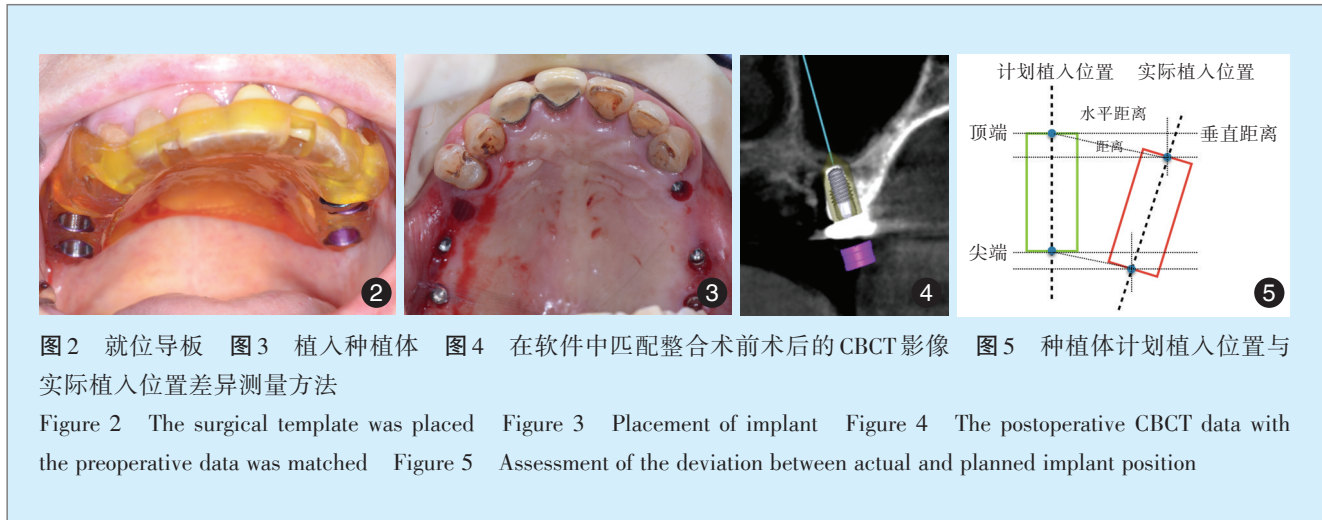 计划植入位置 实际植入位置
水平距离
顶端 垂直距离
距离
尖端
2 3 4 5
图2 就位导板 图3 植入种植体 图4 在软件中匹配整合术前术后的CBCT影像 图5 种植体计划植入位置与
实际植入位置差异测量方法
Figure 2 The surgical template was placed Figure 3 Placement of implant Figure 4 The postoperative CBCT data with
the preoperative data was matched Figure 5 Assessment of the deviation between actual and planned implant position